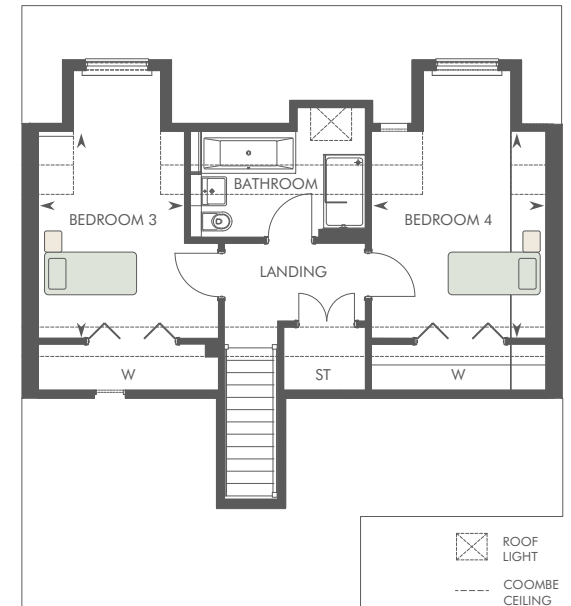 BATHROOM
BEDROOM 3
BEDROOM 4
LANDING
W
ST
W
ROOF
LIGHT
COOMBE
CEILING